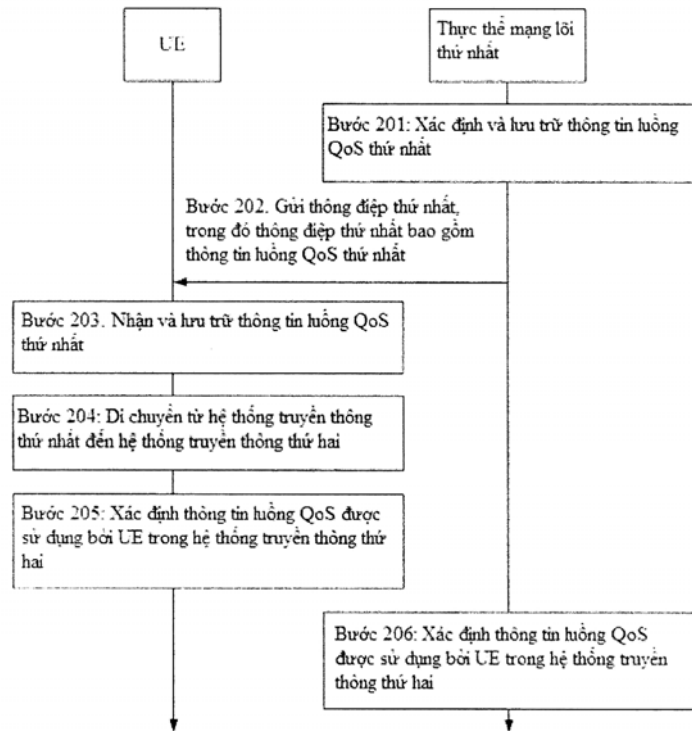 UE
Thực thể mạng lõi
thứ nhất
Bước 201: Xác định và lưu trữ thông tin luồng
QoS thứ nhất
Bước 202. Gửi thông điệp thứ nhất,
trong đó thông điệp thứ nhất bao gồm
thông tin luồng QoS thứ nhất
Bước 203. Nhận và lưu trữ thông tin luồng QoS
thứ nhất
Bước 204: Di chuyển từ hệ thống truyền thông
thứ nhất đến hệ thống truyền thông thứ hai
Bước 205: Xác định thông tin luồng QoS được
sử dụng bởi UE trong hệ thống truyền thông thứ
hai
Bước 206: Xác định thông tin luồng QoS
được sử dụng bởi UE trong hệ thống truyền
thông thứ hai